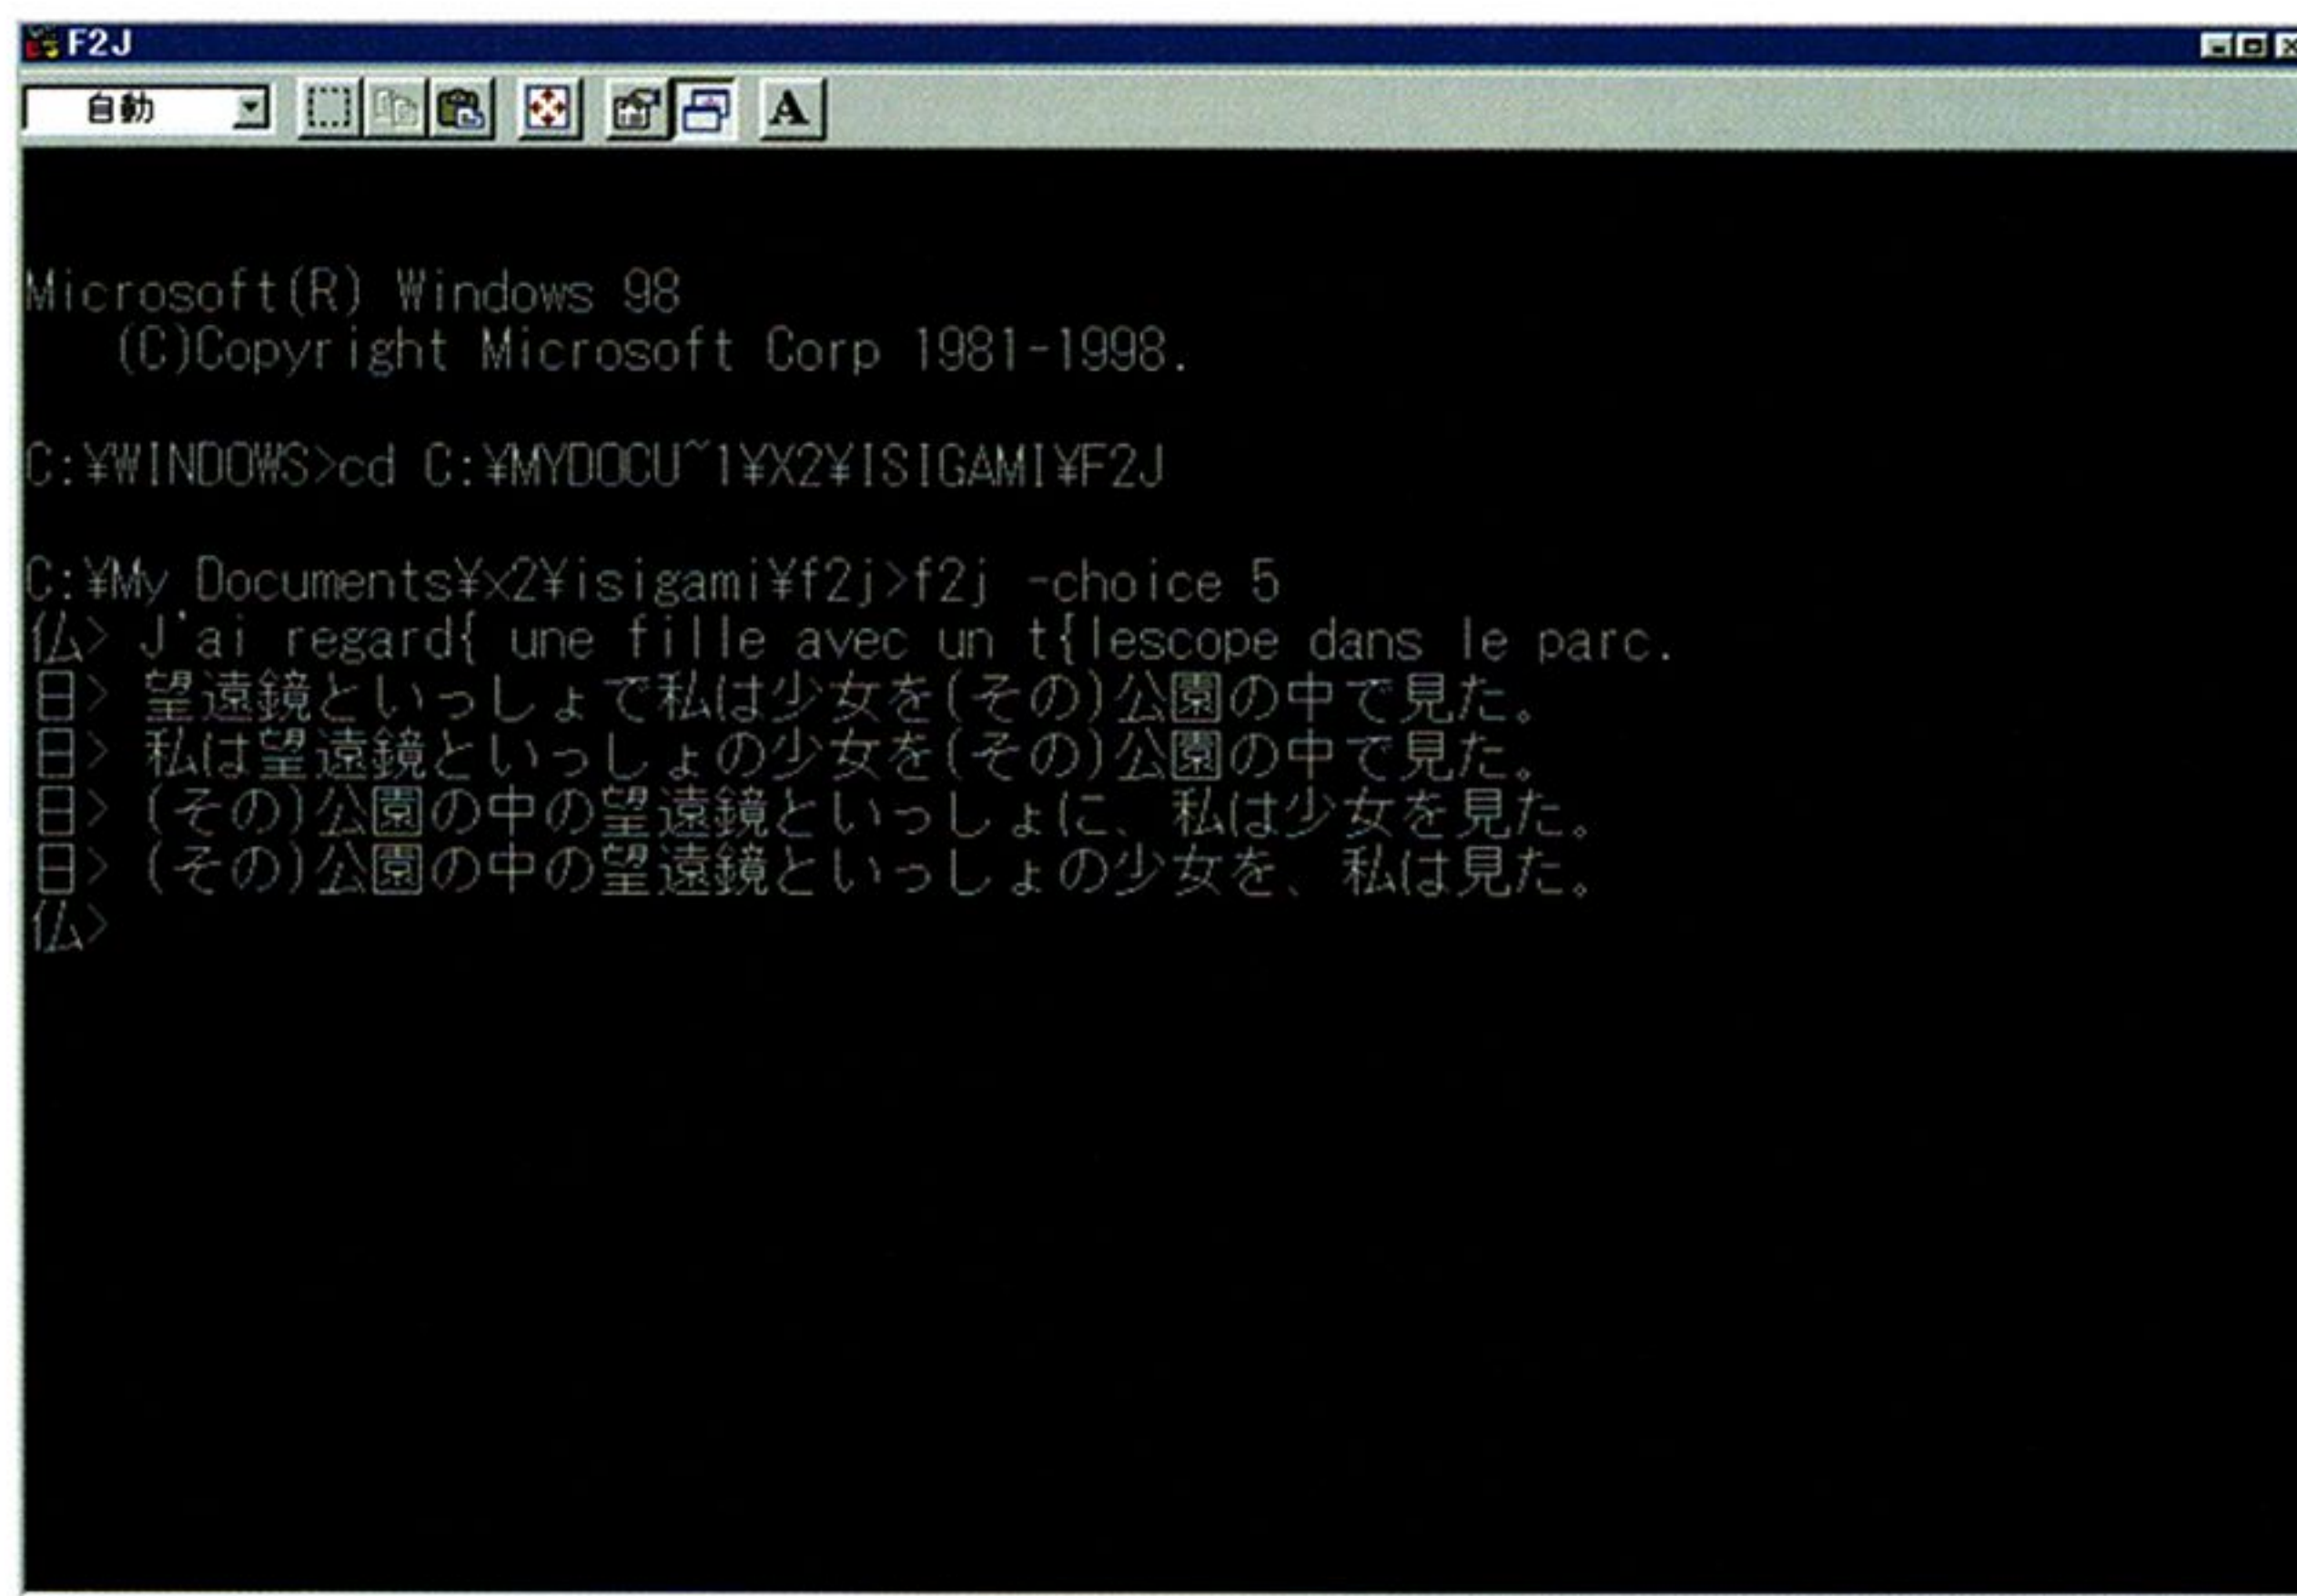 F2J
自動
A
Microsoft(R) Windows 98
(C)Copyright Microsoft Corp 1981-1998.
C:¥WINDOWS>cd C:¥MYDOCU~1¥X2¥ISIGAMI¥F2J
C:¥My Documents¥x2¥isigami¥f2j>f2j -choice 5
仏> J'ai regard{ une fille avec un t{lescope dans le parc.
日> 望遠鏡といっしょで私は少女を(その)公園の中で見た。
日> 私は望遠鏡といっしょの少女を(その)公園の中で見た。
日> (その)公園の中の望遠鏡といっしょに、私は少女を見た。
日> (その)公園の中の望遠鏡といっしょの少女を、私は見た。
仏>